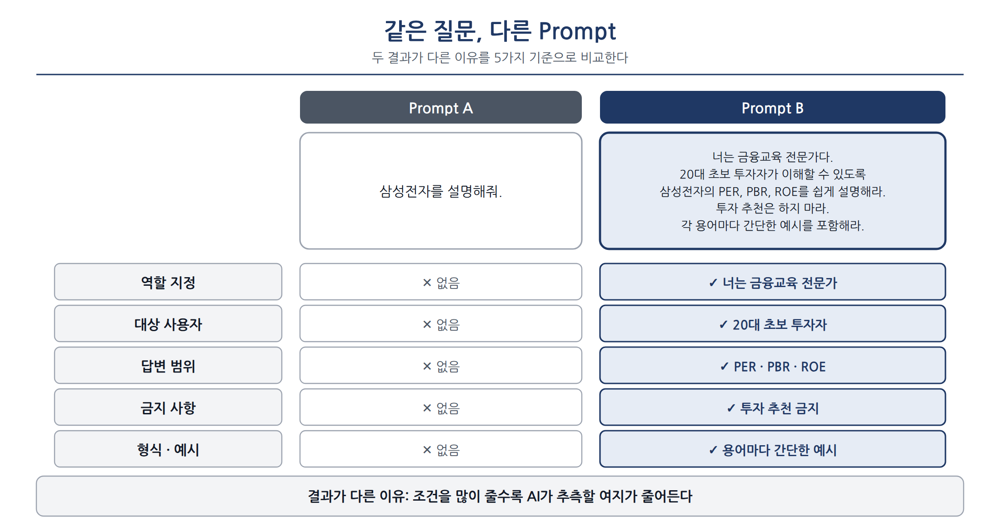 같은 질문, 다른 Prompt
두 결과가 다른 이유를 5가지 기준으로 비교한다
Prompt A
Prompt B
삼성전자를 설명해줘.
너는 금융교육 전문가다.
20대 초보 투자자가 이해할 수 있도록
삼성전자의 PER, PBR, ROE를 쉽게 설명해라.
투자 추천은 하지 마라.
각 용어마다 간단한 예시를 포함해라.
역할 지정
✕ 없음
✓ 너는 금융교육 전문가
대상 사용자
✕ 없음
✓ 20대 초보 투자자
답변 범위
✕ 없음
✓ PER · PBR · ROE
금지 사항
✕ 없음
✓ 투자 추천 금지
형식 · 예시
✕ 없음
✓ 용어마다 간단한 예시
결과가 다른 이유: 조건을 많이 줄수록 AI가 추측할 여지가 줄어든다